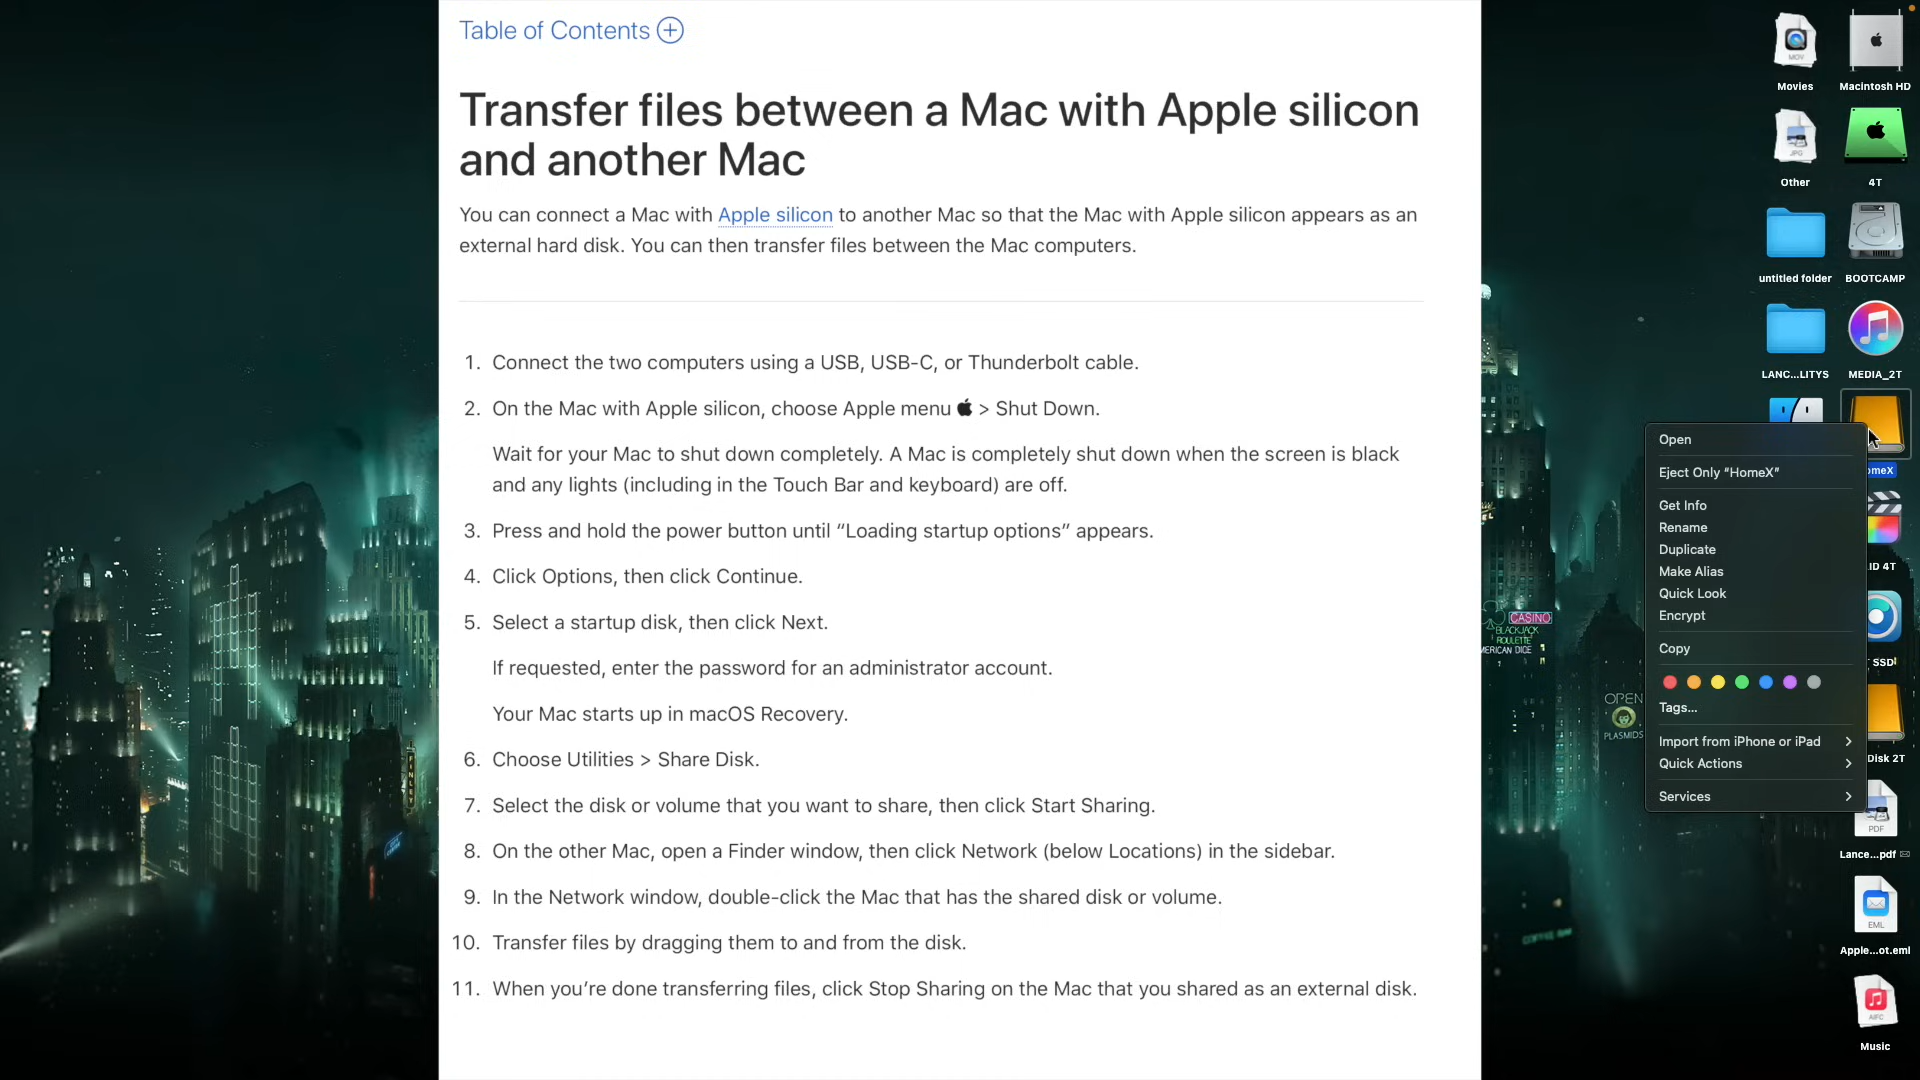 Table of Contents
Transfer files between a Mac with Apple silicon
and another Mac
You can connect a Mac with Apple silicon to another Mac so that the Mac with Apple silicon appears as an
external hard disk. You can then transfer files between the Mac computers.
1. Connect the two computers using a USB, USB-C, or Thunderbolt cable.
2. On the Mac with Apple silicon, choose Apple menu > Shut Down.
Wait for your Mac to shut down completely. A Mac is completely shut down when the screen is black
and any lights (including in the Touch Bar and keyboard) are off.
3. Press and hold the power button until “Loading startup options” appears.
4. Click Options, then click Continue.
5. Select a startup disk, then click Next.
If requested, enter the password for an administrator account.
Your Mac starts up in macOS Recovery.
6. Choose Utilities > Share Disk.
7. Select the disk or volume that you want to share, then click Start Sharing.
8. On the other Mac, open a Finder window, then click Network (below Locations) in the sidebar.
9. In the Network window, double-click the Mac that has the shared disk or volume.
10. Transfer files by dragging them to and from the disk.
11. When you’re done transferring files, click Stop Sharing on the Mac that you shared as an external disk.
FINLEY
CASINO
BLACKJACK
ROULETTE
MERICAN DICE
OPEN
PLASMIDS
MOV
Movies
Macintosh HD
JPG
Other
4T
untitled folder
BOOTCAMP
LANC...LITYS
MEDIA_2T
omeX
Open
Eject Only “HomeX”
Get Info
Rename
Duplicate
Make Alias
Quick Look
Encrypt
Copy
Tags...
Import from iPhone or iPad
Quick Actions
Services
ID 4T
SSD
Disk 2T
PDF
Lance...pdf
EML
Apple...ot.eml
AIFC
Music